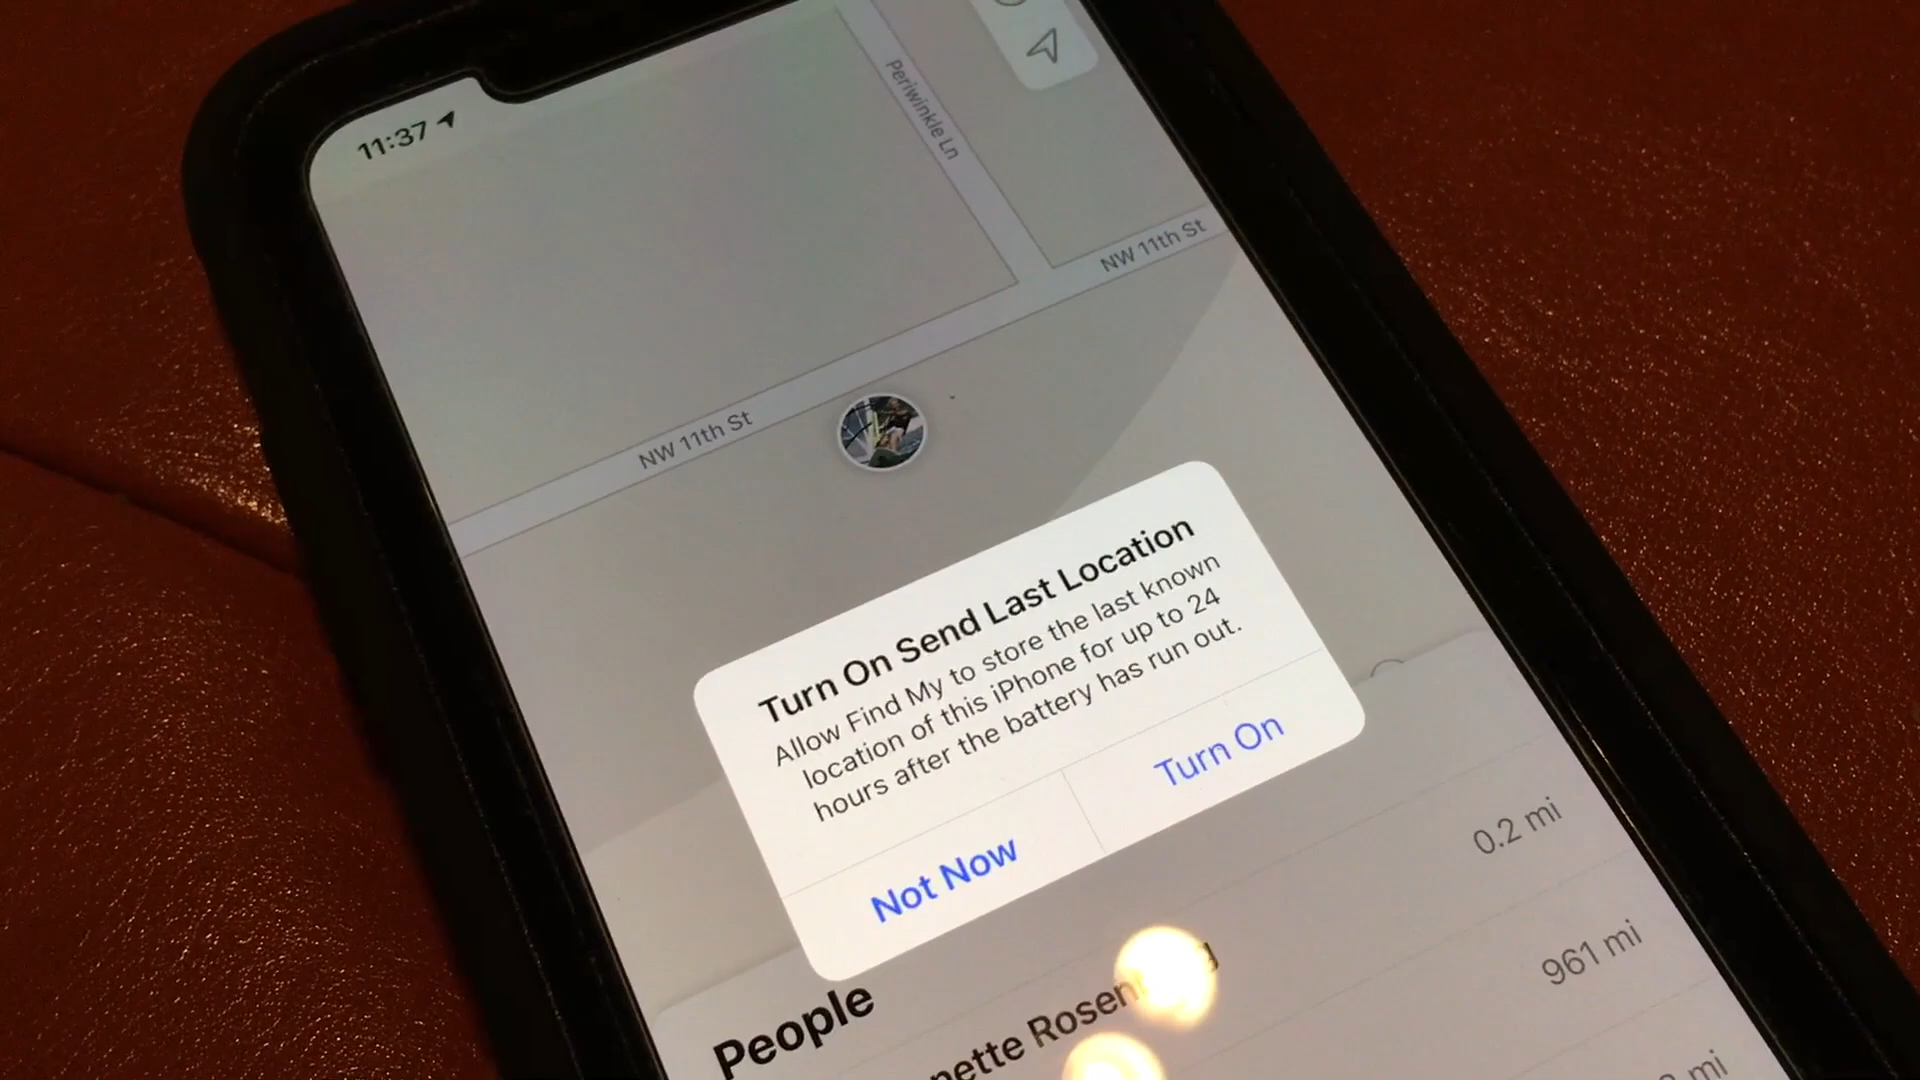 11:37
Periwinkle Ln
NW 11th St
NW 11th St
Turn On Send Last Location
Allow Find My to store the last known
location of this iPhone for up to 24
hours after the battery has run out.
Not Now
Turn On
0.2 mi
People
961 mi
mi